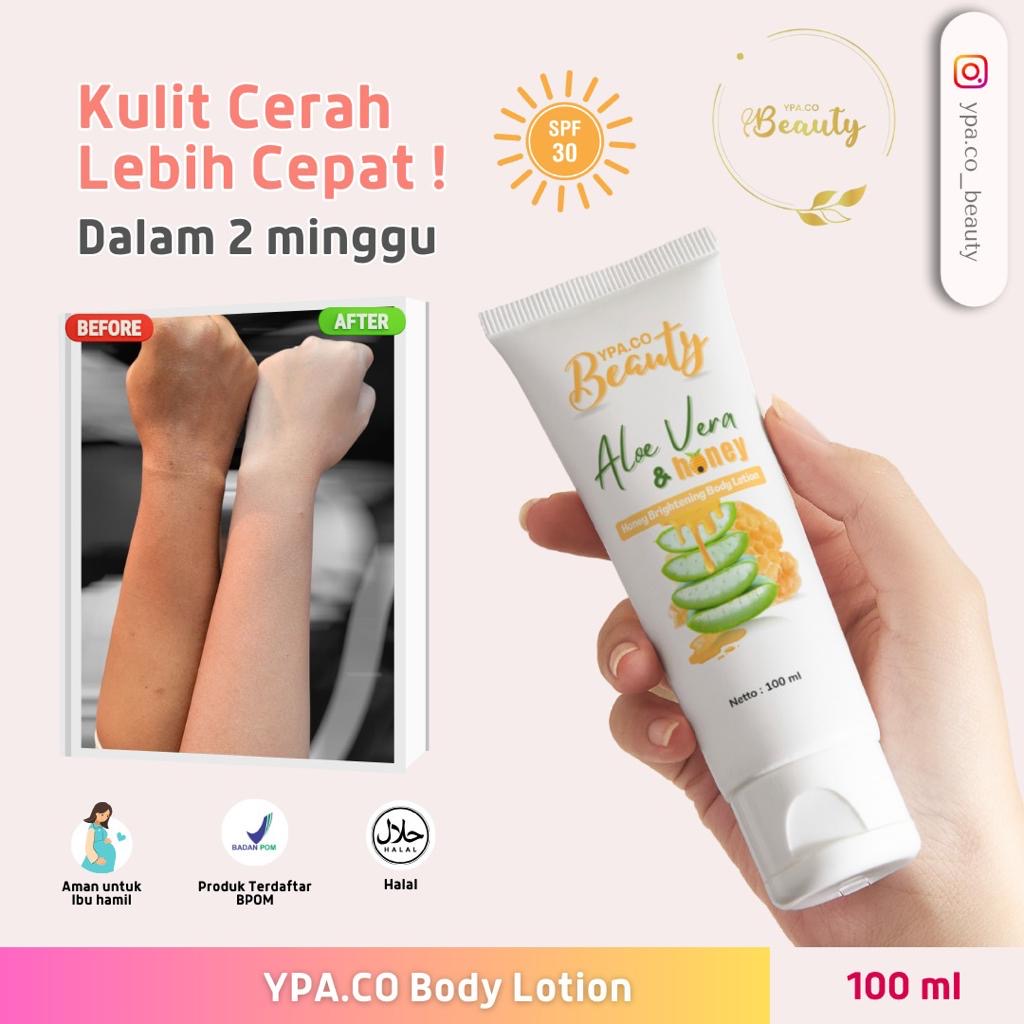 Kulit Cerah
Lebih Cepat !
Dalam 2 minggu
SPF
30
YPA.CO
Beauty
ypa.co_beauty
BEFORE
AFTER
YPA.CO
Beauty
Aloe Vera
& honey
Honey Brightening Body Lotion
Netto : 100 ml
Aman untuk
Ibu hamil
BADAN POM
Produk Terdaftar
BPOM
حلال
HALAL
Halal
YPA.CO Body Lotion
100 ml